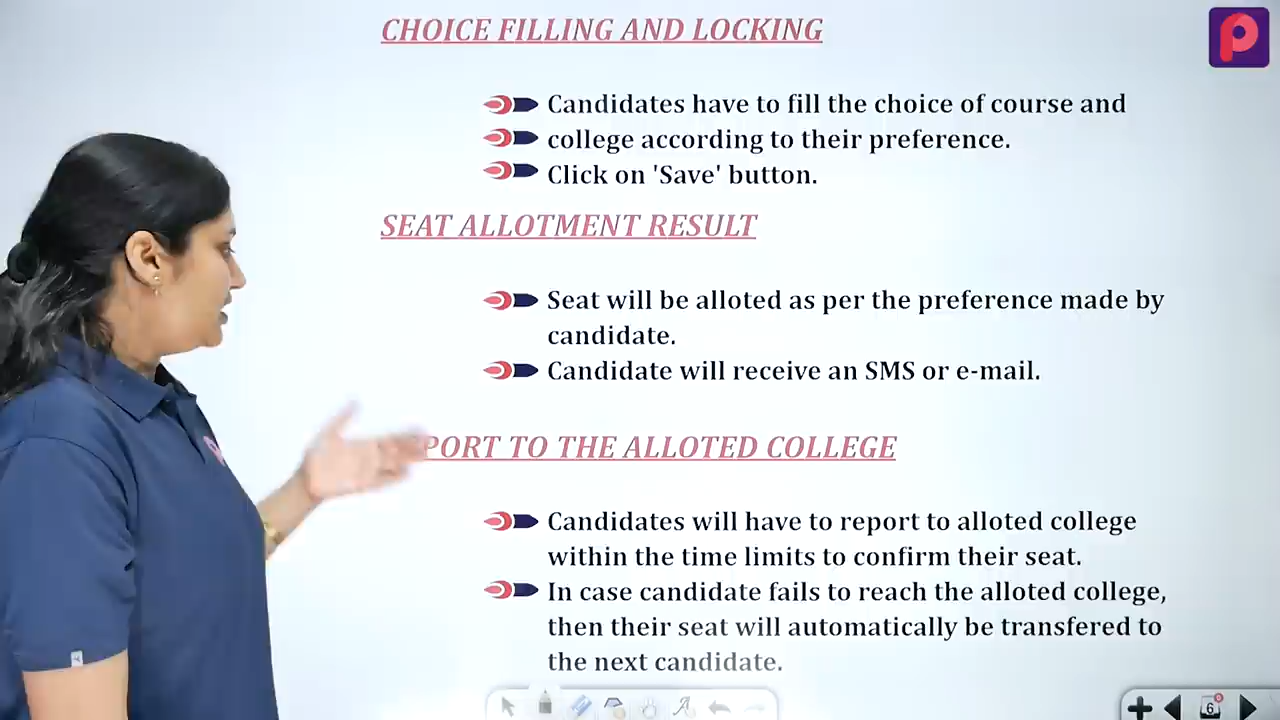 CHOICE FILLING AND LOCKING
Candidates have to fill the choice of course and
college according to their preference.
Click on 'Save' button.
SEAT ALLOTMENT RESULT
Seat will be alloted as per the preference made by
candidate.
Candidate will receive an SMS or e-mail.
PORT TO THE ALLOTED COLLEGE
Candidates will have to report to alloted college
within the time limits to confirm their seat.
In case candidate fails to reach the alloted college,
then their seat will automatically be transfered to
the next candidate.
6